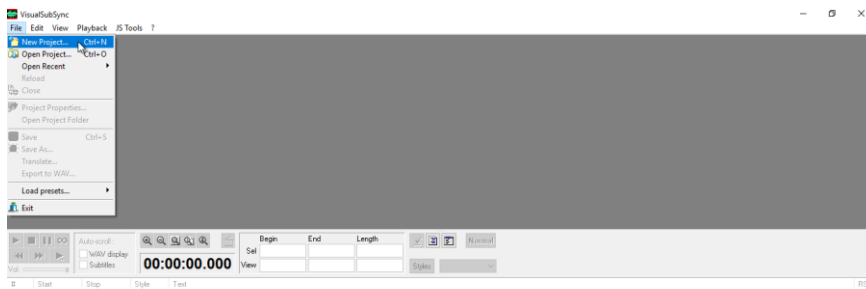 VisualSubSync
File Edit View Playback JS Tools ?
New Project... Ctrl+N
Open Project... Ctrl+O
Open Recent
Reload
Close
Project Properties...
Open Project Folder
Save Ctrl+S
Save As...
Translate...
Export to WAV...
Load presets...
Exit
Auto-scroll:
WAV display
Subtitles
Vol
00:00:00.000
Begin End Length
Sel
View
Normal
Styles
# Start Stop Style Text